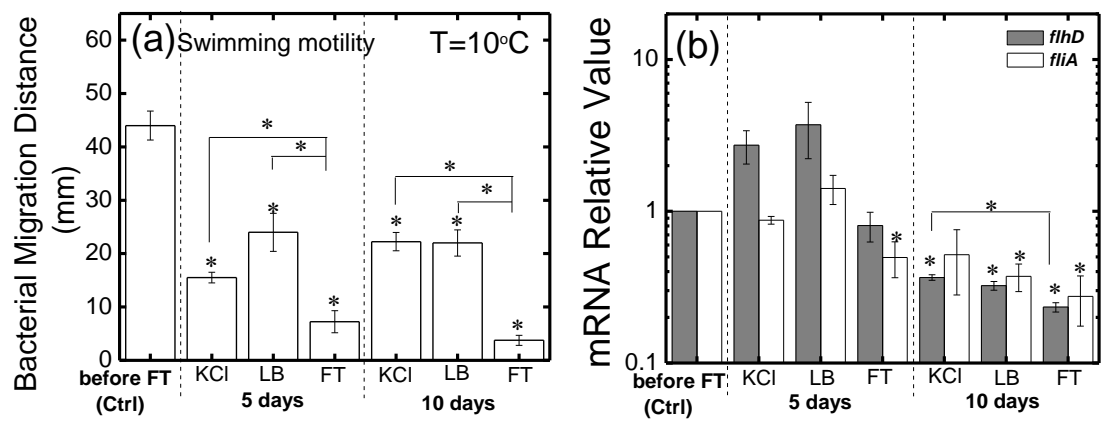 (a) Swimming motility T=10°C
Bacterial Migration Distance
(mm)
60
50
40
30
20
10
0
* * *
* * * *
* * * *
before FT
(Ctrl)
KCl LB FT
5 days
KCl LB FT
10 days
(b)
flhD
fliA
mRNA Relative Value
10
1
0.1
*
* * * * * *
before FT
(Ctrl)
KCl LB FT
5 days
KCl LB FT
10 days